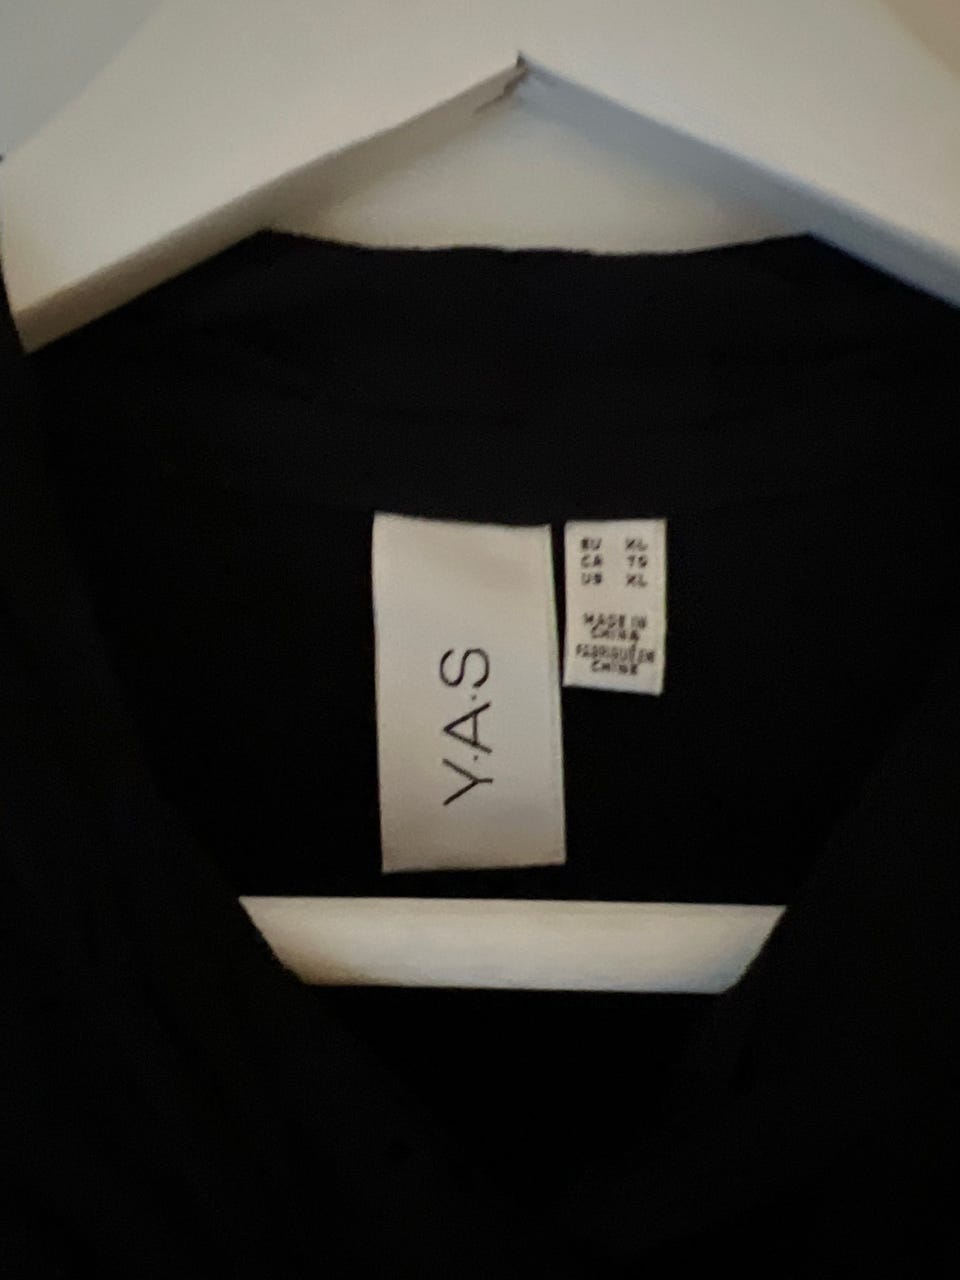 Y.A.S
EU XL
CA TG
US XL
MADE IN
CHINA
FABRIQUÉ EN
CHINE